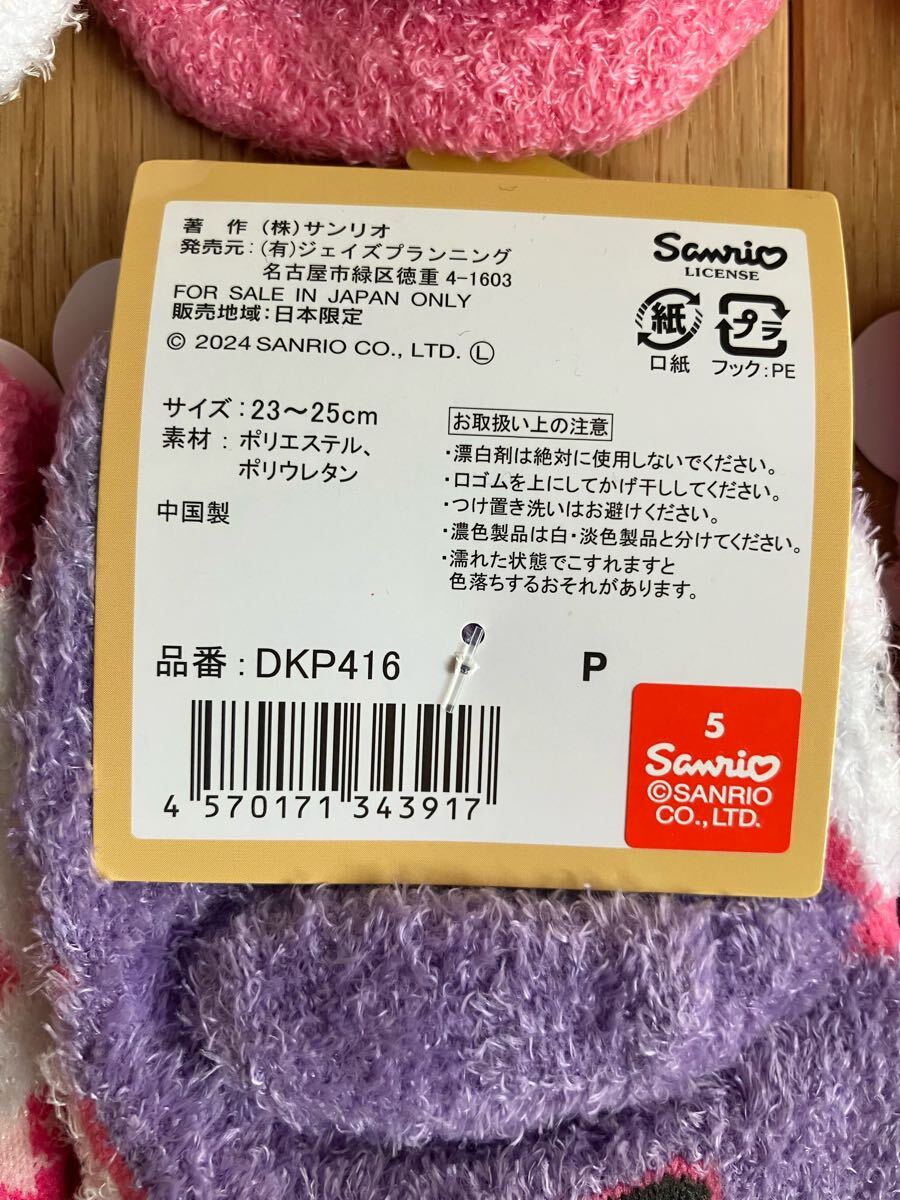 著　作 （株）サンリオ
発売元：（有）ジェイズプランニング
名古屋市緑区徳重 4-1603
FOR SALE IN JAPAN ONLY
販売地域：日本限定
© 2024 SANRIO CO., LTD. Ⓛ
Sanrio
LICENSE
紙
口紙
プラ
フック：PE
サイズ：23～25cm
素材：ポリエステル、
ポリウレタン
中国製
お取扱い上の注意
・漂白剤は絶対に使用しないでください。
・口ゴムを上にしてかげ干ししてください。
・つけ置き洗いはお避けください。
・濃色製品は白・淡色製品と分けてください。
・濡れた状態でこすれますと
色落ちするおそれがあります。
品番：DKP416
P
4 570171 343917
5
Sanrio
©SANRIO
CO.,LTD.